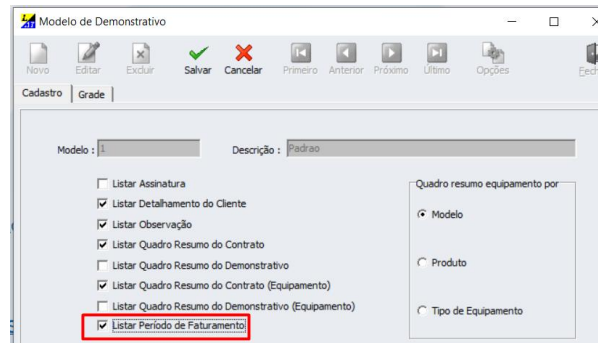 Modelo de Demonstrativo
Novo Editar Excluir Salvar Cancelar Primeiro Anterior Próximo Último Opções
Cadastro Grade
Modelo : 1 Descrição : Padrao
Listar Assinatura
Quadro resumo equipamento por
Listar Detalhamento do Cliente
Modelo
Listar Observação
Listar Quadro Resumo do Contrato
Listar Quadro Resumo do Demonstrativo
Produto
Listar Quadro Resumo do Contrato (Equipamento)
Listar Quadro Resumo do Demonstrativo (Equipamento)
Tipo de Equipamento
Listar Período de Faturamento